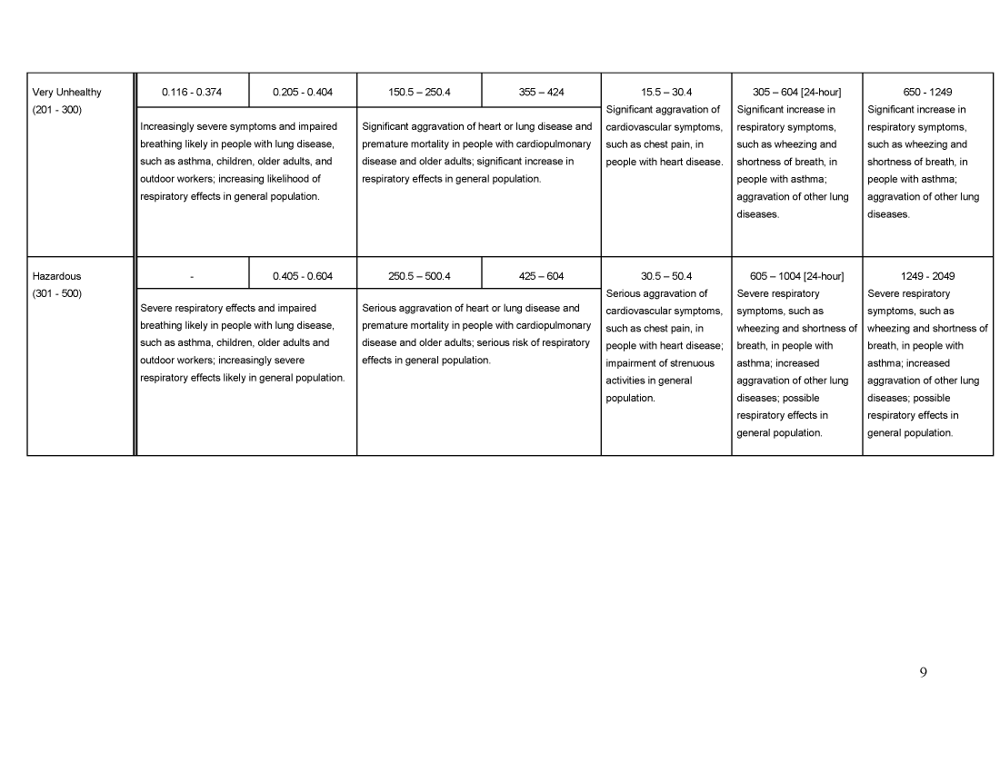 Very Unhealthy
(201 - 300)
0.116 - 0.374
0.205 - 0.404
Increasingly severe symptoms and impaired
breathing likely in people with lung disease,
such as asthma, children, older adults, and
outdoor workers; increasing likelihood of
respiratory effects in general population.
150.5 – 250.4
355 – 424
Significant aggravation of heart or lung disease and
premature mortality in people with cardiopulmonary
disease and older adults; significant increase in
respiratory effects in general population.
15.5 – 30.4
Significant aggravation of
cardiovascular symptoms,
such as chest pain, in
people with heart disease.
305 – 604 [24-hour]
Significant increase in
respiratory symptoms,
such as wheezing and
shortness of breath, in
people with asthma;
aggravation of other lung
diseases.
650 - 1249
Significant increase in
respiratory symptoms,
such as wheezing and
shortness of breath, in
people with asthma;
aggravation of other lung
diseases.
Hazardous
(301 - 500)
-
0.405 - 0.604
Severe respiratory effects and impaired
breathing likely in people with lung disease,
such as asthma, children, older adults and
outdoor workers; increasingly severe
respiratory effects likely in general population.
250.5 – 500.4
425 – 604
Serious aggravation of heart or lung disease and
premature mortality in people with cardiopulmonary
disease and older adults; serious risk of respiratory
effects in general population.
30.5 – 50.4
Serious aggravation of
cardiovascular symptoms,
such as chest pain, in
people with heart disease;
impairment of strenuous
activities in general
population.
605 – 1004 [24-hour]
Severe respiratory
symptoms, such as
wheezing and shortness of
breath, in people with
asthma; increased
aggravation of other lung
diseases; possible
respiratory effects in
general population.
1249 - 2049
Severe respiratory
symptoms, such as
wheezing and shortness of
breath, in people with
asthma; increased
aggravation of other lung
diseases; possible
respiratory effects in
general population.
9